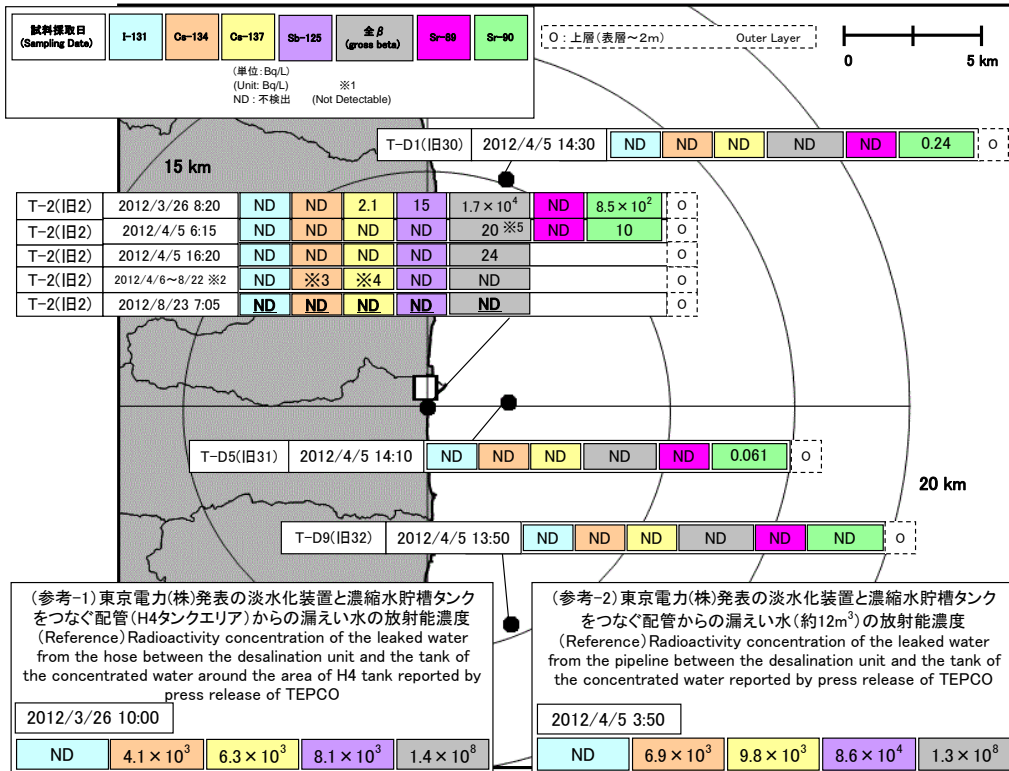 試料採取日 I-131 Cs-134 Cs-137 Sb-125 全β Sr-89 Sr-90
(Sampling Date) (gross beta)
(単位:Bq/L)
(Unit: Bq/L) ※1
ND:不検出 (Not Detectable)
O:上層(表層~2m) Outer Layer
0 5 km
T-D1(旧30) 2012/4/5 14:30 ND ND ND ND ND 0.24 O
15 km
T-2(旧2) 2012/3/26 8:20 ND ND 2.1 15 1.7×10⁴ ND 8.5×10² O
T-2(旧2) 2012/4/5 6:15 ND ND ND ND 20 ※5 ND 10 O
T-2(旧2) 2012/4/5 16:20 ND ND ND ND 24 O
T-2(旧2) 2012/4/6~8/22 ※2 ND ※3 ※4 ND ND O
T-2(旧2) 2012/8/23 7:05 ND ND ND ND ND O
T-D5(旧31) 2012/4/5 14:10 ND ND ND ND ND 0.061 O
20 km
T-D9(旧32) 2012/4/5 13:50 ND ND ND ND ND ND O
(参考-1)東京電力(株)発表の淡水化装置と濃縮水貯槽タンク
をつなぐ配管(H4タンクエリア)からの漏えい水の放射能濃度
(Reference) Radioactivity concentration of the leaked water
from the hose between the desalination unit and the tank of
the concentrated water around the area of H4 tank reported by
press release of TEPCO
2012/3/26 10:00
ND 4.1×10³ 6.3×10³ 8.1×10³ 1.4×10⁸
(参考-2)東京電力(株)発表の淡水化装置と濃縮水貯槽タンク
をつなぐ配管からの漏えい水(約12m³)の放射能濃度
(Reference) Radioactivity concentration of the leaked water
from the pipeline between the desalination unit and the tank of
the concentrated water reported by press release of TEPCO
2012/4/5 3:50
ND 6.9×10³ 9.8×10³ 8.6×10⁴ 1.3×10⁸